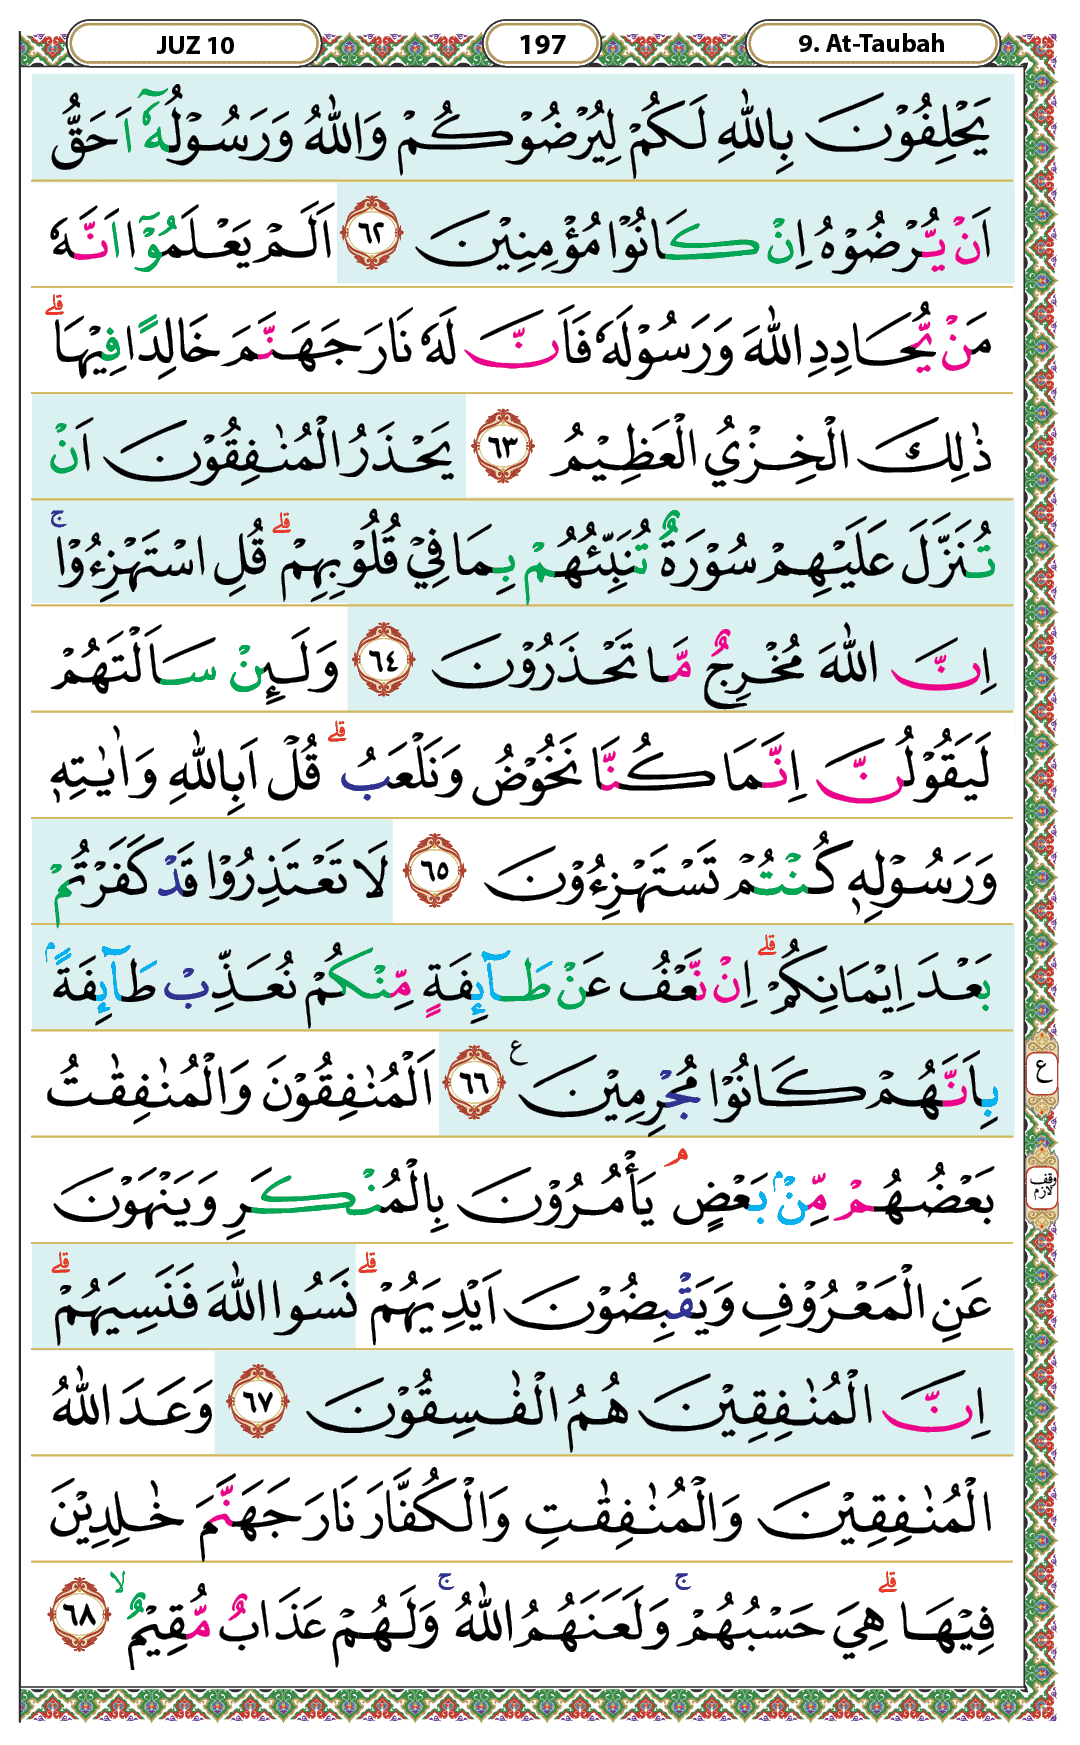 JUZ 10
197
9. At-Taubah
يَحْلِفُوْنَ بِاللّٰهِ لَكُمْ لِيُرْضُوْكُمْ وَاللّٰهُ وَرَسُوْلُهٗٓ اَحَقُّ
اَنْ يُّرْضُوْهُ اِنْ كَانُوْا مُؤْمِنِيْنَ ٦٢ اَلَمْ يَعْلَمُوْٓا اَنَّهٗ
مَنْ يُّحَادِدِ اللّٰهَ وَرَسُوْلَهٗ فَاَنَّ لَهٗ نَارَ جَهَنَّمَ خَالِدًا فِيْهَاۗ
ذٰلِكَ الْخِزْيُ الْعَظِيْمُ ٦٣ يَحْذَرُ الْمُنٰفِقُوْنَ اَنْ
تُنَزَّلَ عَلَيْهِمْ سُوْرَةٌ تُنَبِّئُهُمْ بِمَا فِيْ قُلُوْبِهِمْۗ قُلِ اسْتَهْزِءُوْاۚ
اِنَّ اللّٰهَ مُخْرِجٌ مَّا تَحْذَرُوْنَ ٦٤ وَلَىِٕنْ سَاَلْتَهُمْ
لَيَقُوْلُنَّ اِنَّمَا كُنَّا نَخُوْضُ وَنَلْعَبُۗ قُلْ اَبِاللّٰهِ وَاٰيٰتِهٖ
وَرَسُوْلِهٖ كُنْتُمْ تَسْتَهْزِءُوْنَ ٦٥ لَا تَعْتَذِرُوْا قَدْ كَفَرْتُمْ
بَعْدَ اِيْمَانِكُمْۗ اِنْ نَّعْفُ عَنْ طَاۤىِٕفَةٍ مِّنْكُمْ نُعَذِّبْ طَاۤىِٕفَةً ۢ
بِاَنَّهُمْ كَانُوْا مُجْرِمِيْنَ ࣖ ٦٦ اَلْمُنٰفِقُوْنَ وَالْمُنٰفِقٰتُ
ع
بَعْضُهُمْ مِّنْۢ بَعْضٍۘ يَأْمُرُوْنَ بِالْمُنْكَرِ وَيَنْهَوْنَ
وقف لازم
عَنِ الْمَعْرُوْفِ وَيَقْبِضُوْنَ اَيْدِيَهُمْۗ نَسُوا اللّٰهَ فَنَسِيَهُمْۗ
اِنَّ الْمُنٰفِقِيْنَ هُمُ الْفٰسِقُوْنَ ٦٧ وَعَدَ اللّٰهُ
الْمُنٰفِقِيْنَ وَالْمُنٰفِقٰتِ وَالْكُفَّارَ نَارَ جَهَنَّمَ خٰلِدِيْنَ
فِيْهَاۗ هِيَ حَسْبُهُمْۚ وَلَعَنَهُمُ اللّٰهُۚ وَلَهُمْ عَذَابٌ مُّقِيْمٌۙ ٦٨